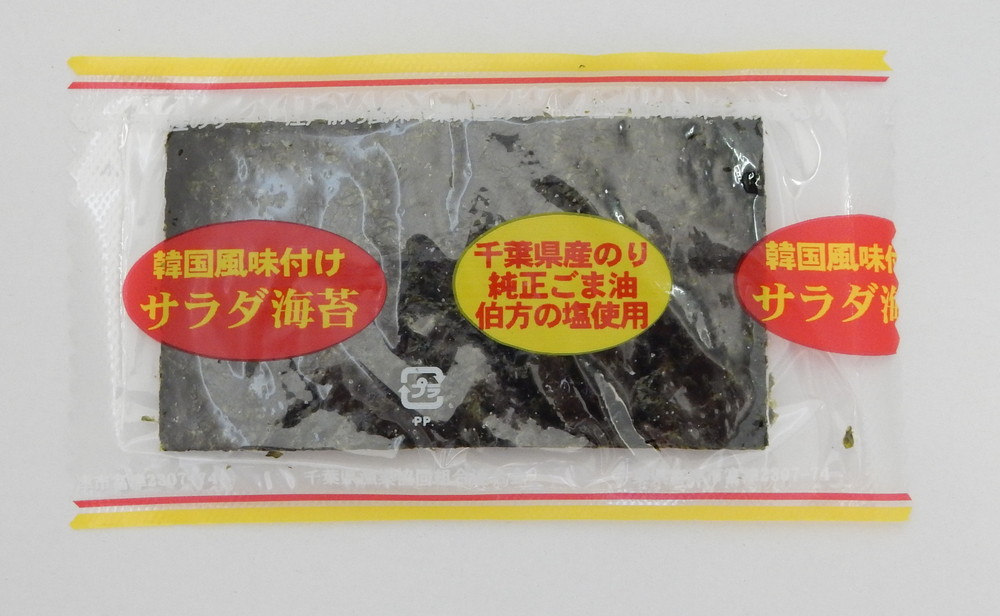 韓国風味付け
サラダ海苔
千葉県産のり
純正ごま油
伯方の塩使用
韓国風味付
サラダ海
プラ
PP